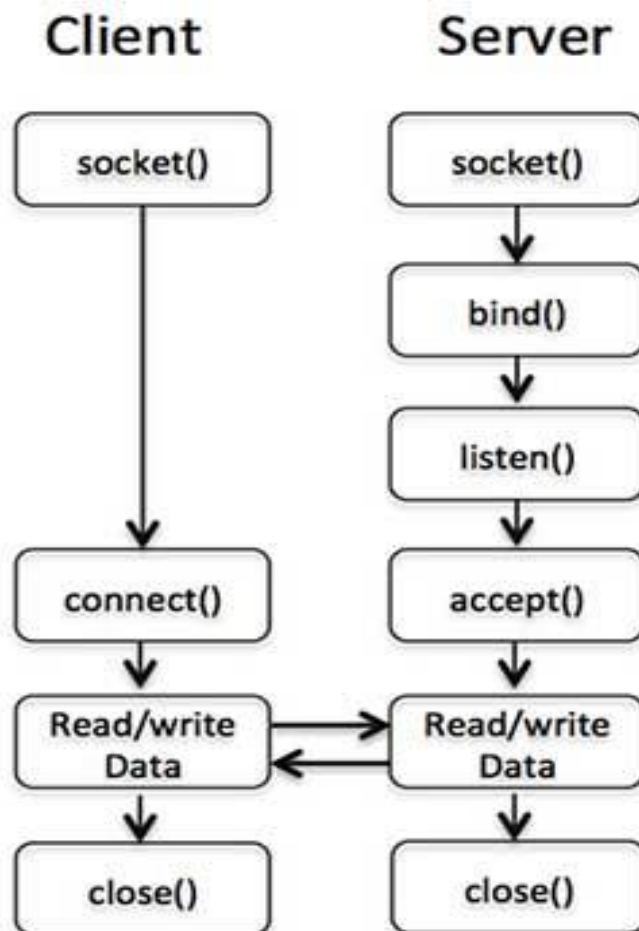 Client
Server
socket()
socket()
bind()
listen()
connect()
accept()
Read/write
Data
Read/write
Data
close()
close()